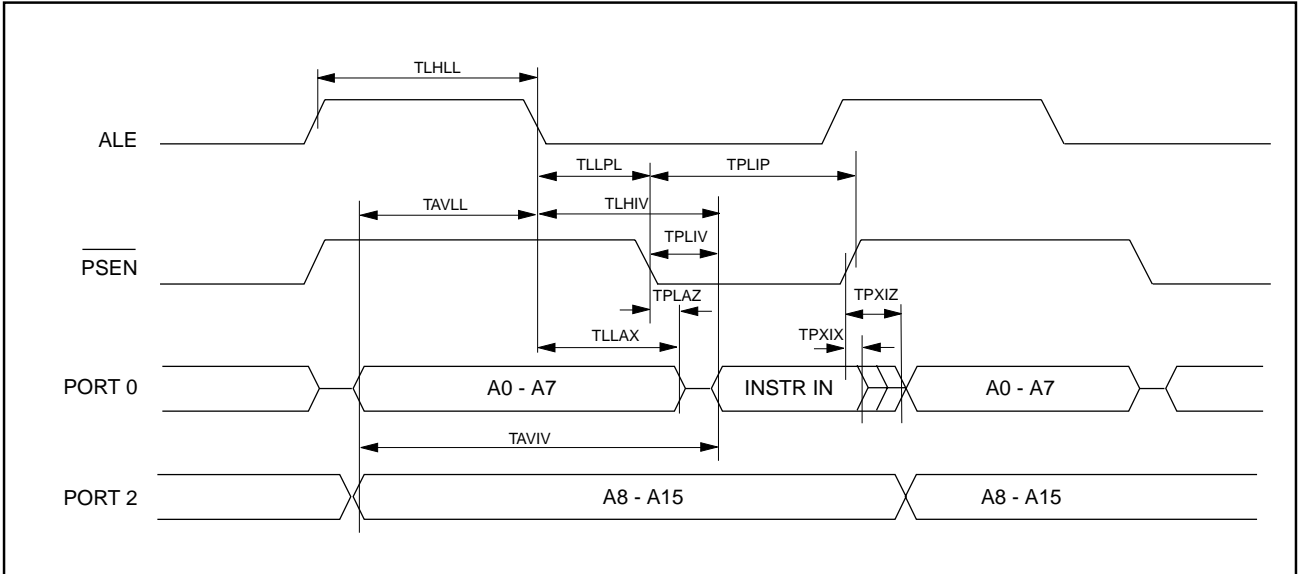 TLHLL
ALE
TLLPL
TPLIP
TAVLL
TLHIV
PSEN
TPLIV
TPLAZ
TPXIZ
TLLAX
TPXIX
PORT 0
A0 - A7
INSTR IN
A0 - A7
TAVIV
PORT 2
A8 - A15
A8 - A15